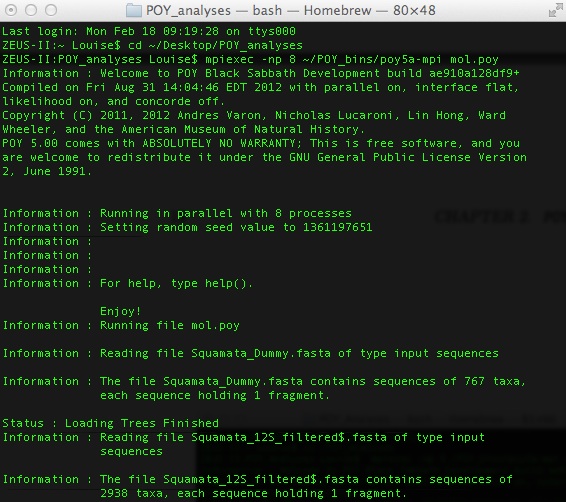 POY_analyses — bash — Homebrew — 80×48
Last login: Mon Feb 18 09:19:28 on ttys000
ZEUS-II:~ Louise$ cd ~/Desktop/POY_analyses
ZEUS-II:POY_analyses Louise$ mpiexec -np 8 ~/POY_bins/poy5a-mpi mol.poy
Information : Welcome to POY Black Sabbath Development build ae910a128df9+
Compiled on Fri Aug 31 14:04:46 EDT 2012 with parallel on, interface flat,
likelihood on, and concorde off.
Copyright (C) 2011, 2012 Andres Varon, Nicholas Lucaroni, Lin Hong, Ward
Wheeler, and the American Museum of Natural History.
POY 5.00 comes with ABSOLUTELY NO WARRANTY; This is free software, and you
are welcome to redistribute it under the GNU General Public License Version
2, June 1991.
Information : Running in parallel with 8 processes
Information : Setting random seed value to 1361197651
Information :
Information :
Information :
Information : For help, type help().
Enjoy!
Information : Running file mol.poy
Information : Reading file Squamata_Dummy.fasta of type input sequences
Information : The file Squamata_Dummy.fasta contains sequences of 767 taxa,
each sequence holding 1 fragment.
Status : Loading Trees Finished
Information : Reading file Squamata_12S_filtered$.fasta of type input
sequences
Information : The file Squamata_12S_filtered$.fasta contains sequences of
2938 taxa, each sequence holding 1 fragment.